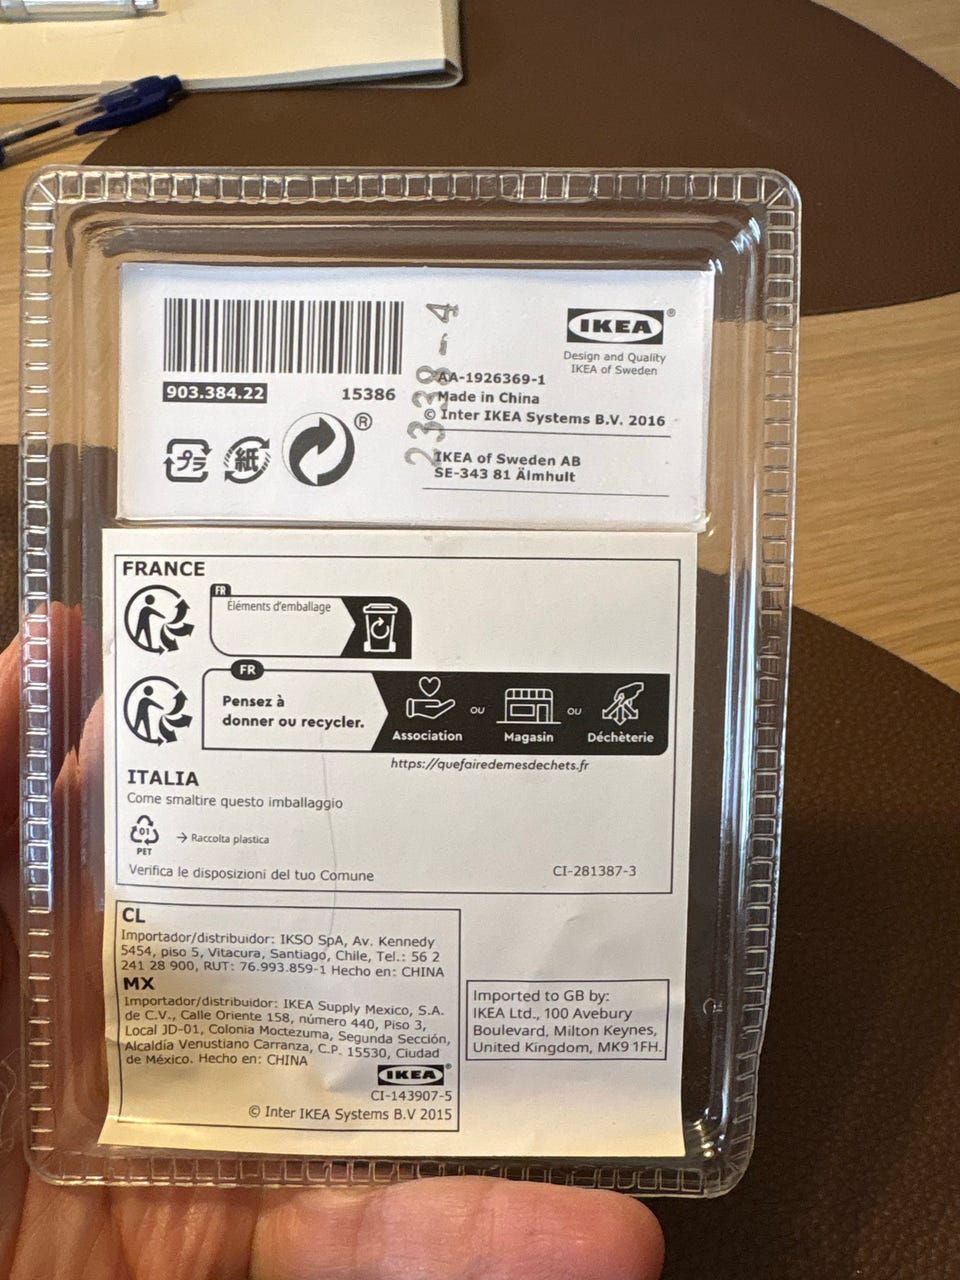 IKEA®
Design and Quality
IKEA of Sweden
903.384.22
15386
23338-4
AA-1926369-1
Made in China
© Inter IKEA Systems B.V. 2016
IKEA of Sweden AB
SE-343 81 Älmhult
プラ
紙
®
FRANCE
FR
Éléments d'emballage
FR
Pensez à
donner ou recycler.
Association
OU
Magasin
OU
Déchèterie
https://quefairedemesdechets.fr
ITALIA
Come smaltire questo imballaggio
01
PET
→ Raccolta plastica
Verifica le disposizioni del tuo Comune
CI-281387-3
CL
Importador/distribuidor: IKSO SpA, Av. Kennedy
5454, piso 5, Vitacura, Santiago, Chile, Tel.: 56 2
241 28 900, RUT: 76.993.859-1 Hecho en: CHINA
MX
Importador/distribuidor: IKEA Supply Mexico, S.A.
de C.V., Calle Oriente 158, número 440, Piso 3,
Local JD-01, Colonia Moctezuma, Segunda Sección,
Alcaldía Venustiano Carranza, C.P. 15530, Ciudad
de México. Hecho en: CHINA
IKEA®
CI-143907-5
© Inter IKEA Systems B.V 2015
Imported to GB by:
IKEA Ltd., 100 Avebury
Boulevard, Milton Keynes,
United Kingdom, MK9 1FH.